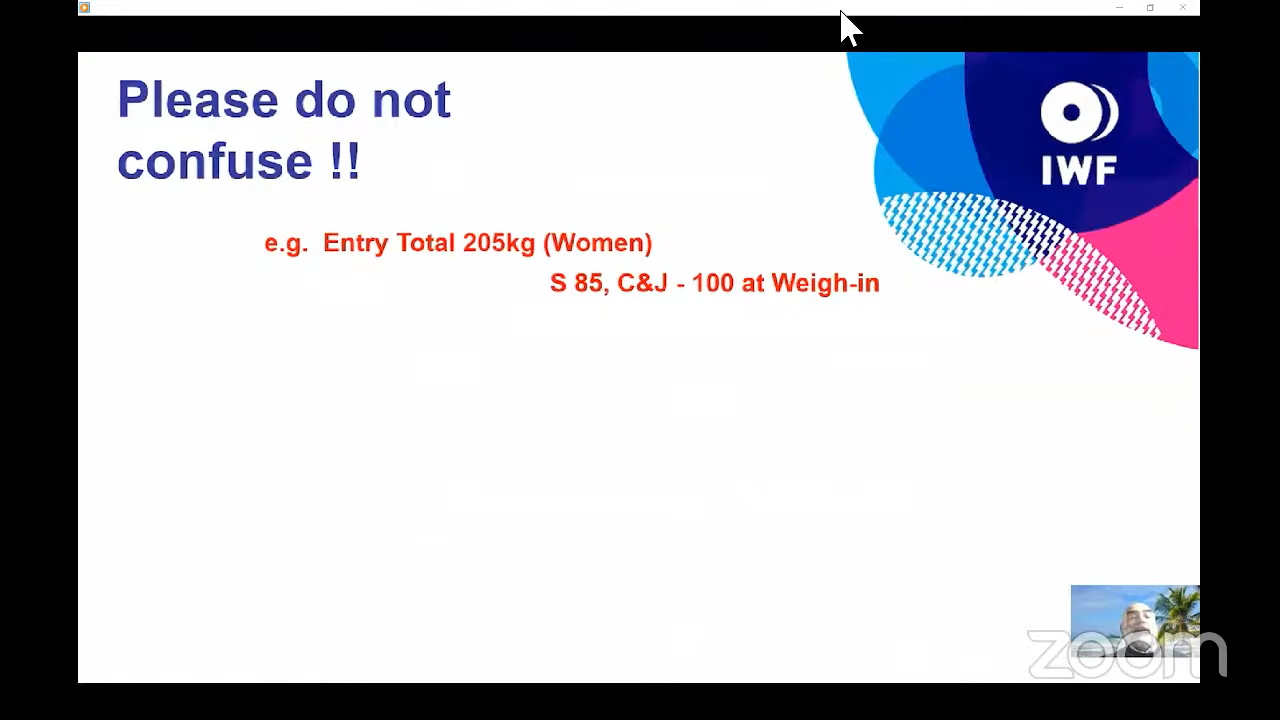 Please do not
confuse !!
IWF
e.g. Entry Total 205kg (Women)
S 85, C&J - 100 at Weigh-in
zoom